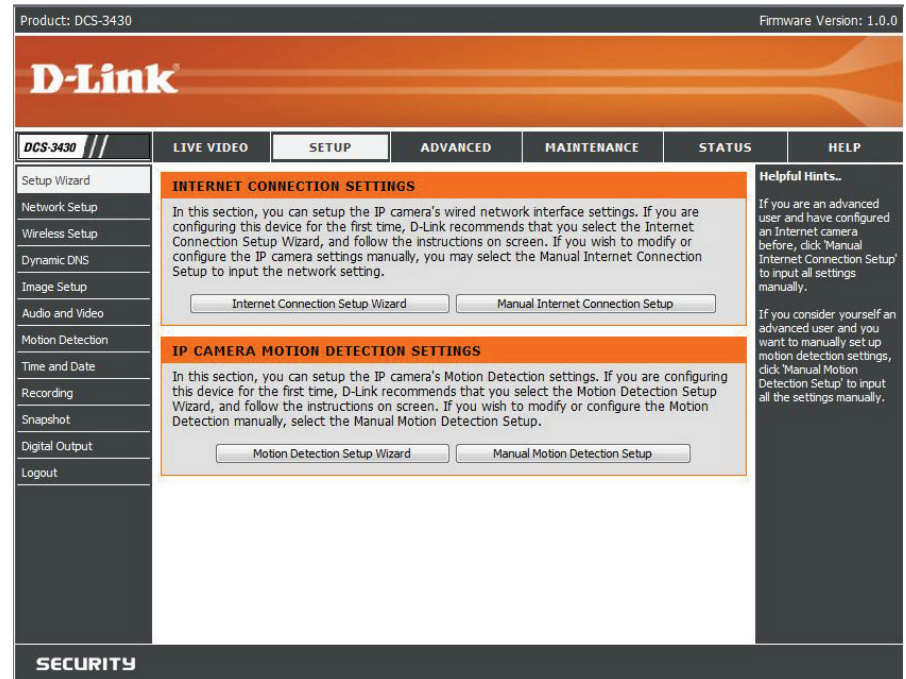 Product: DCS-3430
Firmware Version: 1.0.0
D-Link
DCS-3430
LIVE VIDEO
SETUP
ADVANCED
MAINTENANCE
STATUS
HELP
Setup Wizard
Network Setup
Wireless Setup
Dynamic DNS
Image Setup
Audio and Video
Motion Detection
Time and Date
Recording
Snapshot
Digital Output
Logout
INTERNET CONNECTION SETTINGS
In this section, you can setup the IP camera's wired network interface settings. If you are
configuring this device for the first time, D-Link recommends that you select the Internet
Connection Setup Wizard, and follow the instructions on screen. If you wish to modify or
configure the IP camera settings manually, you may select the Manual Internet Connection
Setup to input the network setting.
Internet Connection Setup Wizard
Manual Internet Connection Setup
IP CAMERA MOTION DETECTION SETTINGS
In this section, you can setup the IP camera's Motion Detection settings. If you are configuring
this device for the first time, D-Link recommends that you select the Motion Detection Setup
Wizard, and follow the instructions on screen. If you wish to modify or configure the Motion
Detection manually, select the Manual Motion Detection Setup.
Motion Detection Setup Wizard
Manual Motion Detection Setup
Helpful Hints..
If you are an advanced
user and have configured
an Internet camera
before, click 'Manual
Internet Connection Setup'
to input all settings
manually.
If you consider yourself an
advanced user and you
want to manually set up
motion detection settings,
click 'Manual Motion
Detection Setup' to input
all the settings manually.
SECURITY